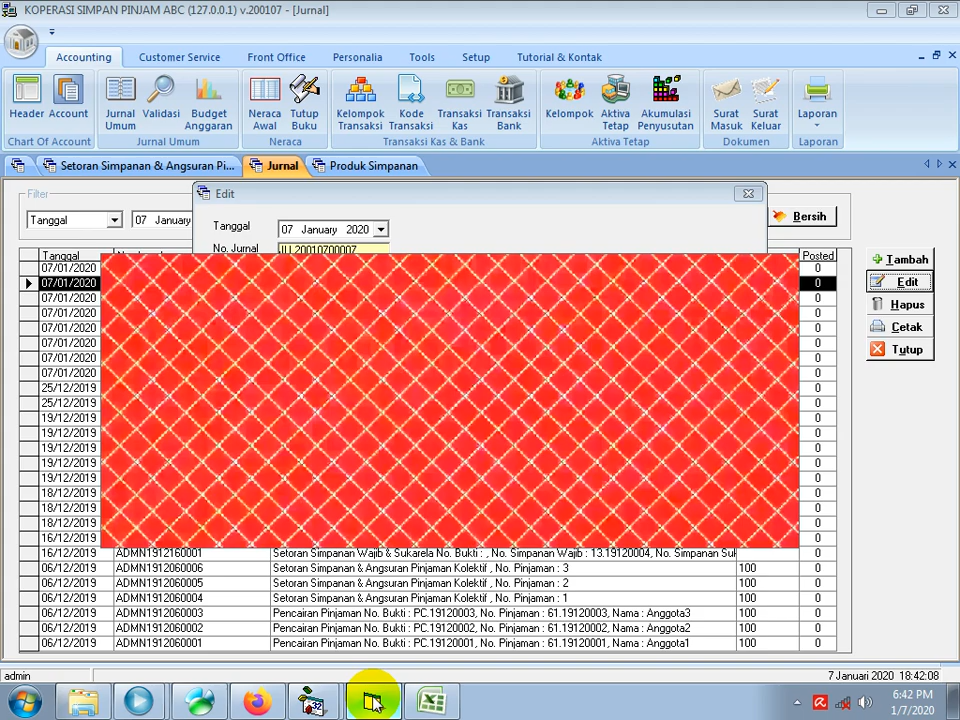 KOPERASI SIMPAN PINJAM ABC (127.0.0.1) v.200107 - [Jurnal]
Accounting Customer Service Front Office Personalia Tools Setup Tutorial & Kontak
Header Account
Jurnal Umum Validasi Budget Anggaran
Neraca Awal Tutup Buku
Kelompok Transaksi Kode Transaksi Transaksi Kas Transaksi Bank
Kelompok Aktiva Tetap Akumulasi Penyusutan
Surat Masuk Surat Keluar
Laporan
Chart Of Account Jurnal Umum Neraca Transaksi Kas & Bank Aktiva Tetap Dokumen Laporan
Setoran Simpanan & Angsuran Pi... Jurnal Produk Simpanan
Filter
Tanggal 07 January
Bersih
Edit
Tanggal 07 January 2020
No. Jurnal JU.20010700007
Tanggal Posted
07/01/2020 0
07/01/2020 0
07/01/2020 0
07/01/2020 0
07/01/2020 0
07/01/2020 0
07/01/2020 0
07/01/2020 0
25/12/2019 0
25/12/2019 0
19/12/2019 0
19/12/2019 0
19/12/2019 0
19/12/2019 0
19/12/2019 0
18/12/2019 0
18/12/2019 0
18/12/2019 0
16/12/2019 0
16/12/2019 ADMN1912160001 Setoran Simpanan Wajib & Sukarela No. Bukti : , No. Simpanan Wajib : 13.19120004, No. Simpanan Suk 0
06/12/2019 ADMN1912060006 Setoran Simpanan & Angsuran Pinjaman Kolektif , No. Pinjaman : 3 100 0
06/12/2019 ADMN1912060005 Setoran Simpanan & Angsuran Pinjaman Kolektif , No. Pinjaman : 2 100 0
06/12/2019 ADMN1912060004 Setoran Simpanan & Angsuran Pinjaman Kolektif , No. Pinjaman : 1 100 0
06/12/2019 ADMN1912060003 Pencairan Pinjaman No. Bukti : PC.19120003, No. Pinjaman : 61.19120003, Nama : Anggota3 100 0
06/12/2019 ADMN1912060002 Pencairan Pinjaman No. Bukti : PC.19120002, No. Pinjaman : 61.19120002, Nama : Anggota2 100 0
06/12/2019 ADMN1912060001 Pencairan Pinjaman No. Bukti : PC.19120001, No. Pinjaman : 61.19120001, Nama : Anggota1 100 0
Tambah
Edit
Hapus
Cetak
Tutup
admin 7 Januari 2020 18:42:08
32
6:42 PM
1/7/2020